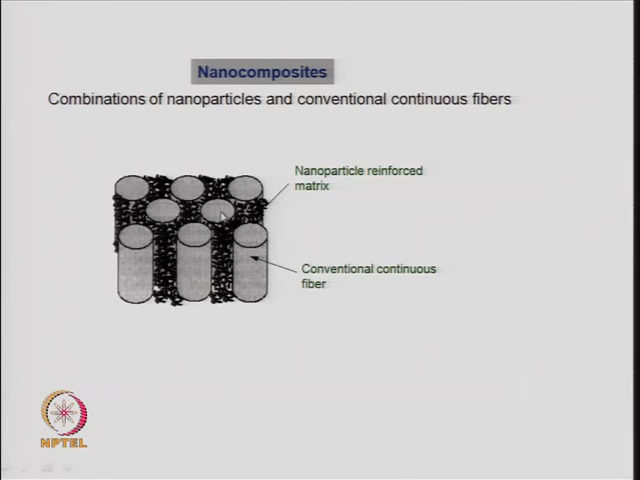 Nanocomposites
Combinations of nanoparticles and conventional continuous fibers
Nanoparticle reinforced
matrix
Conventional continuous
fiber
NPTEL